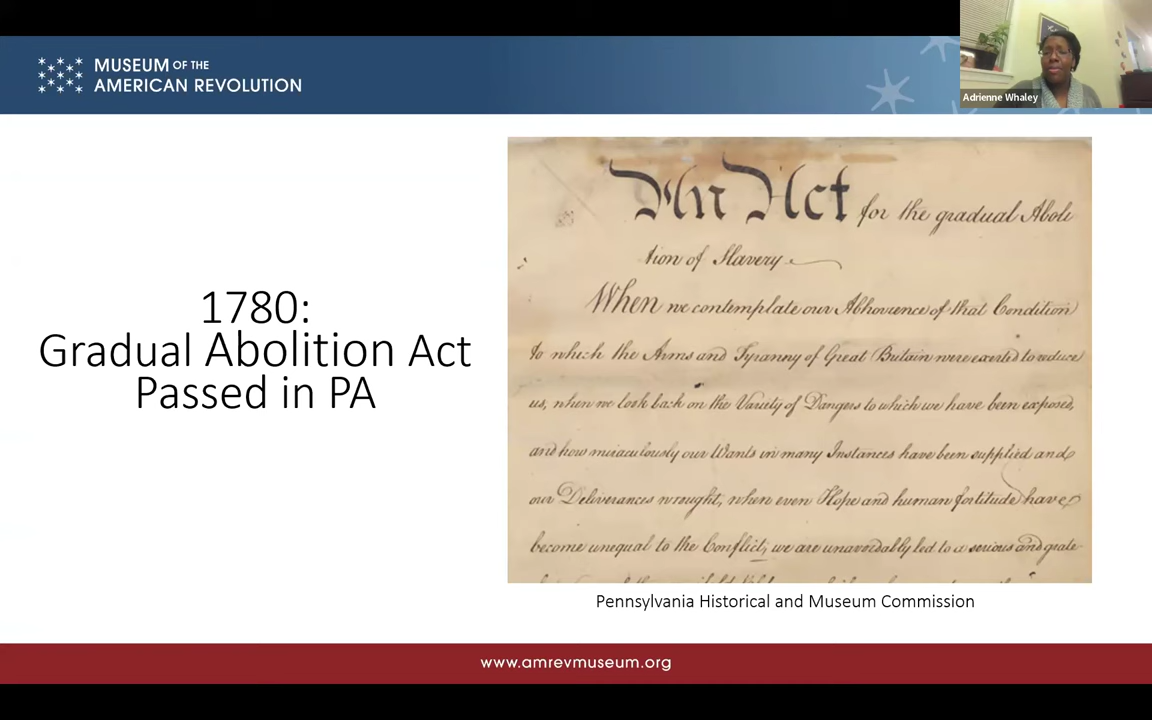 MUSEUM OF THE
AMERICAN REVOLUTION
Adrienne Whaley
1780:
Gradual Abolition Act
Passed in PA
An Act for the gradual Aboli
tion of Slavery
When we contemplate our Abhorence of that Condition
to which the Arms and Tyranny of Great Britain were exerted to reduce
us, when we look back on the Variety of Dangers to which we have been exposed,
and how miraculously our Wants in many Instances have been supplied and
our Deliverances wrought, when even Hope and human fortitude have
become unequal to the Conflict; we are unavoidably led to a serious and grate-
Pennsylvania Historical and Museum Commission
www.amrevmuseum.org